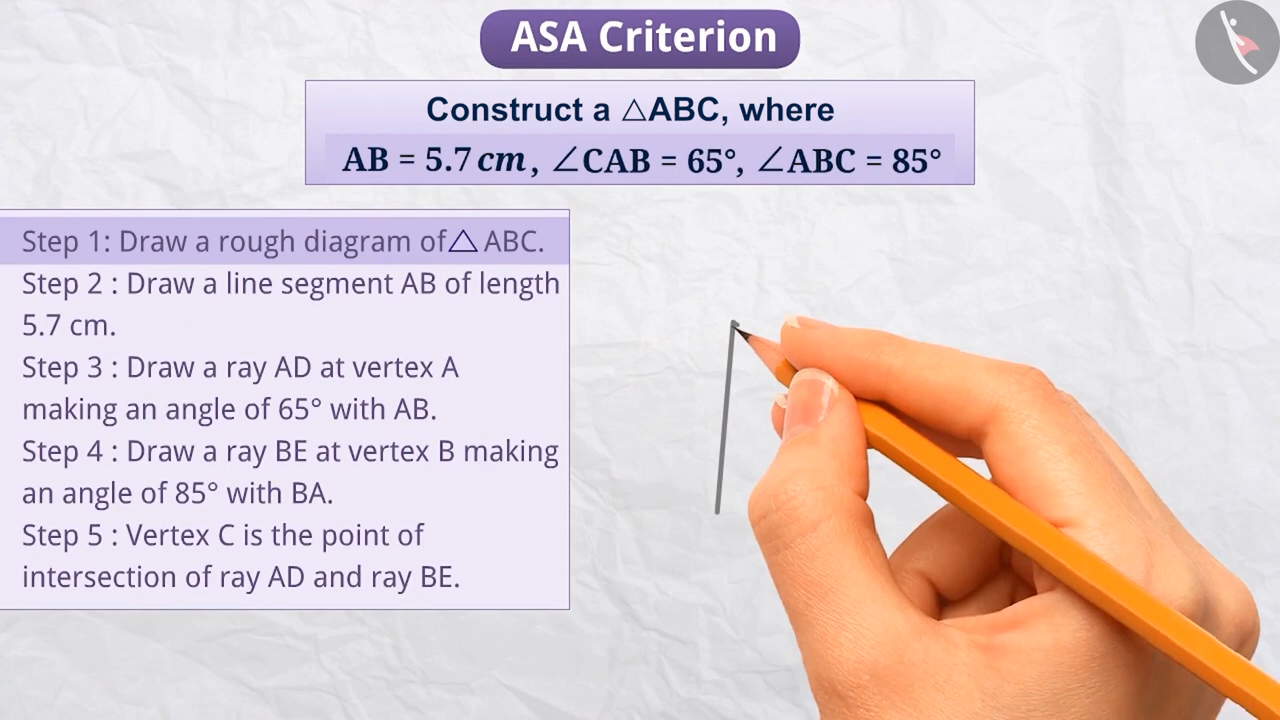 ASA Criterion
Construct a △ABC, where
AB = 5.7 cm, ∠CAB = 65°, ∠ABC = 85°
Step 1: Draw a rough diagram of △ ABC.
Step 2 : Draw a line segment AB of length
5.7 cm.
Step 3 : Draw a ray AD at vertex A
making an angle of 65° with AB.
Step 4 : Draw a ray BE at vertex B making
an angle of 85° with BA.
Step 5 : Vertex C is the point of
intersection of ray AD and ray BE.